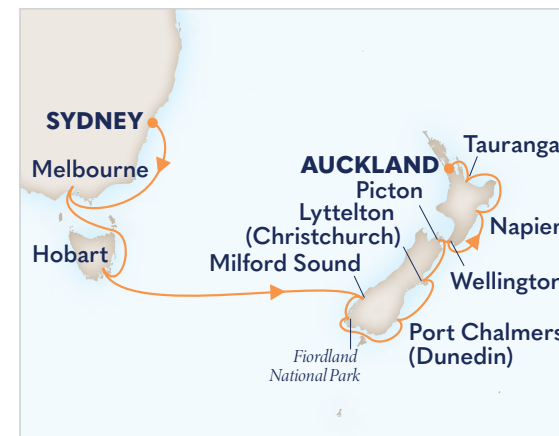 SYDNEY
Melbourne
Hobart
AUCKLAND
Tauranga
Picton
Lyttelton
(Christchurch)
Napier
Milford Sound
Wellington
Port Chalmers
(Dunedin)
Fiordland
National Park